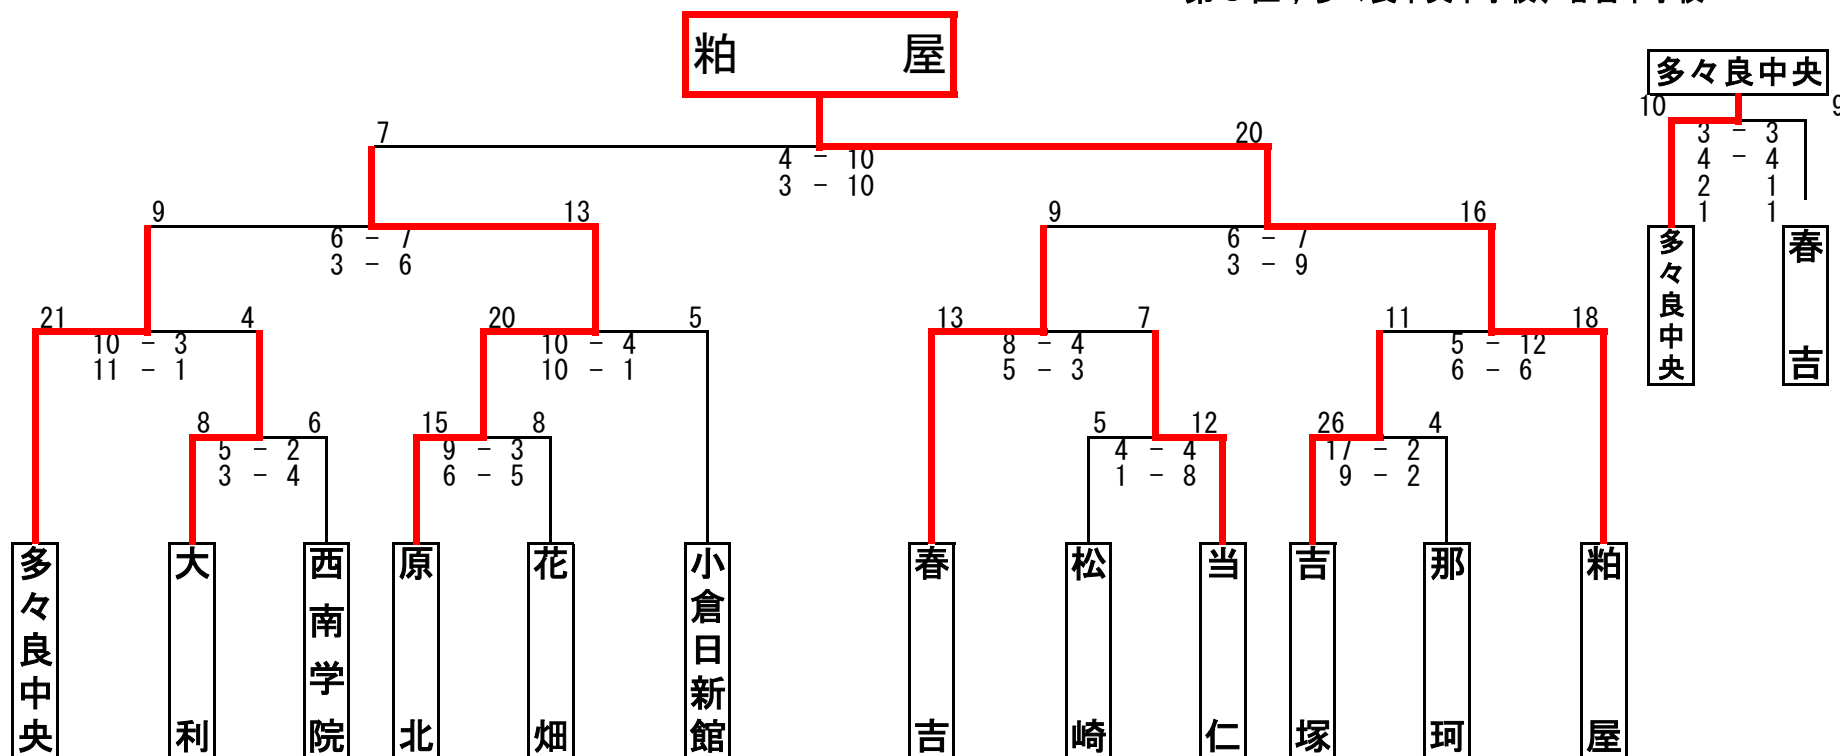 粕屋
多々良中央
10 9
7 20
3 - 3
4 - 10
4 - 4
3 - 10
2 1
1 1
9 13
9 16
6 - 7
3 - 6
6 - 7
3 - 9
多々良中央
春吉
21 4
20 5
13 7
11 18
10 - 3
11 - 1
10 - 4
10 - 1
8 - 4
5 - 3
5 - 12
6 - 6
8 6
15 8
5 12
26 4
5 - 2
3 - 4
9 - 3
6 - 5
4 - 4
1 - 8
17 - 2
9 - 2
多々良中央
大利
西南学院
原北
花畑
小倉日新館
春吉
松崎
当仁
吉塚
那珂
粕屋